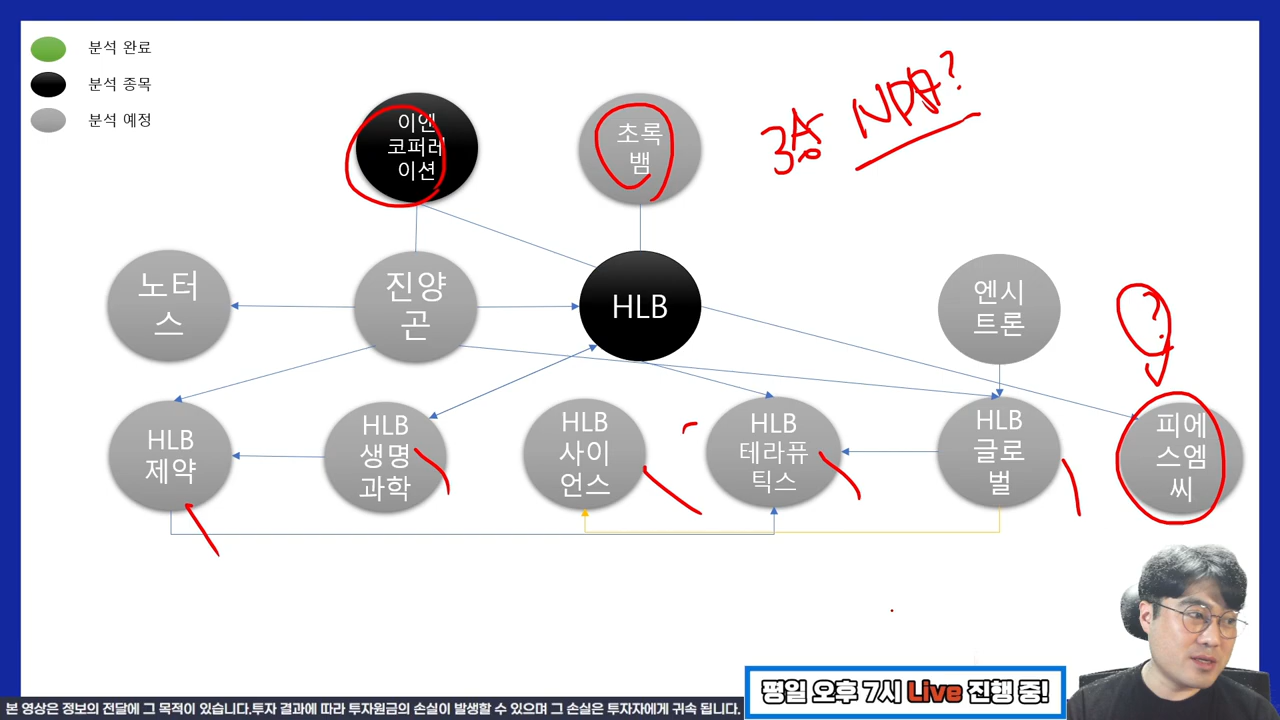 분석 완료
분석 종목
분석 예정
이앤
코퍼레
이션
초록
뱀
3상 NDA?
노터
스
진양
곤
HLB
엔시
트론
?
HLB
제약
HLB
생명
과학
HLB
사이
언스
HLB
테라퓨
틱스
HLB
글로
벌
피에
스엠
씨
평일 오후 7시 Live 진행 중!
본 영상은 정보의 전달에 그 목적이 있습니다.투자 결과에 따라 투자원금의 손실이 발생할 수 있으며 그 손실은 투자자에게 귀속 됩니다.